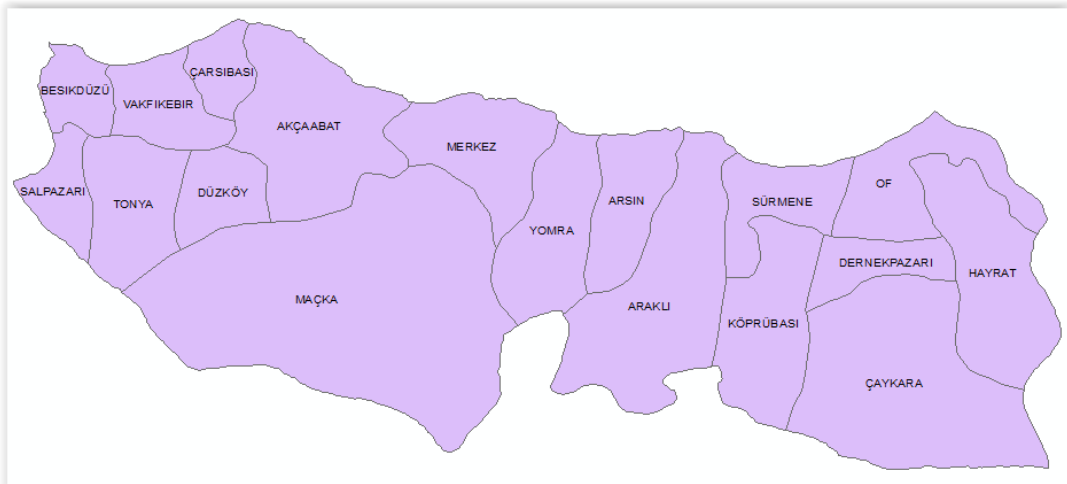 ÇARSIBASI
BESIKDÜZÜ
VAKFIKEBIR
AKÇAABAT
MERKEZ
SALPAZARI
TONYA
DÜZKÖY
YOMRA
ARSIN
SÜRMENE
OF
DERNEKPAZARI
HAYRAT
MAÇKA
ARAKLI
KÖPRÜBASI
ÇAYKARA